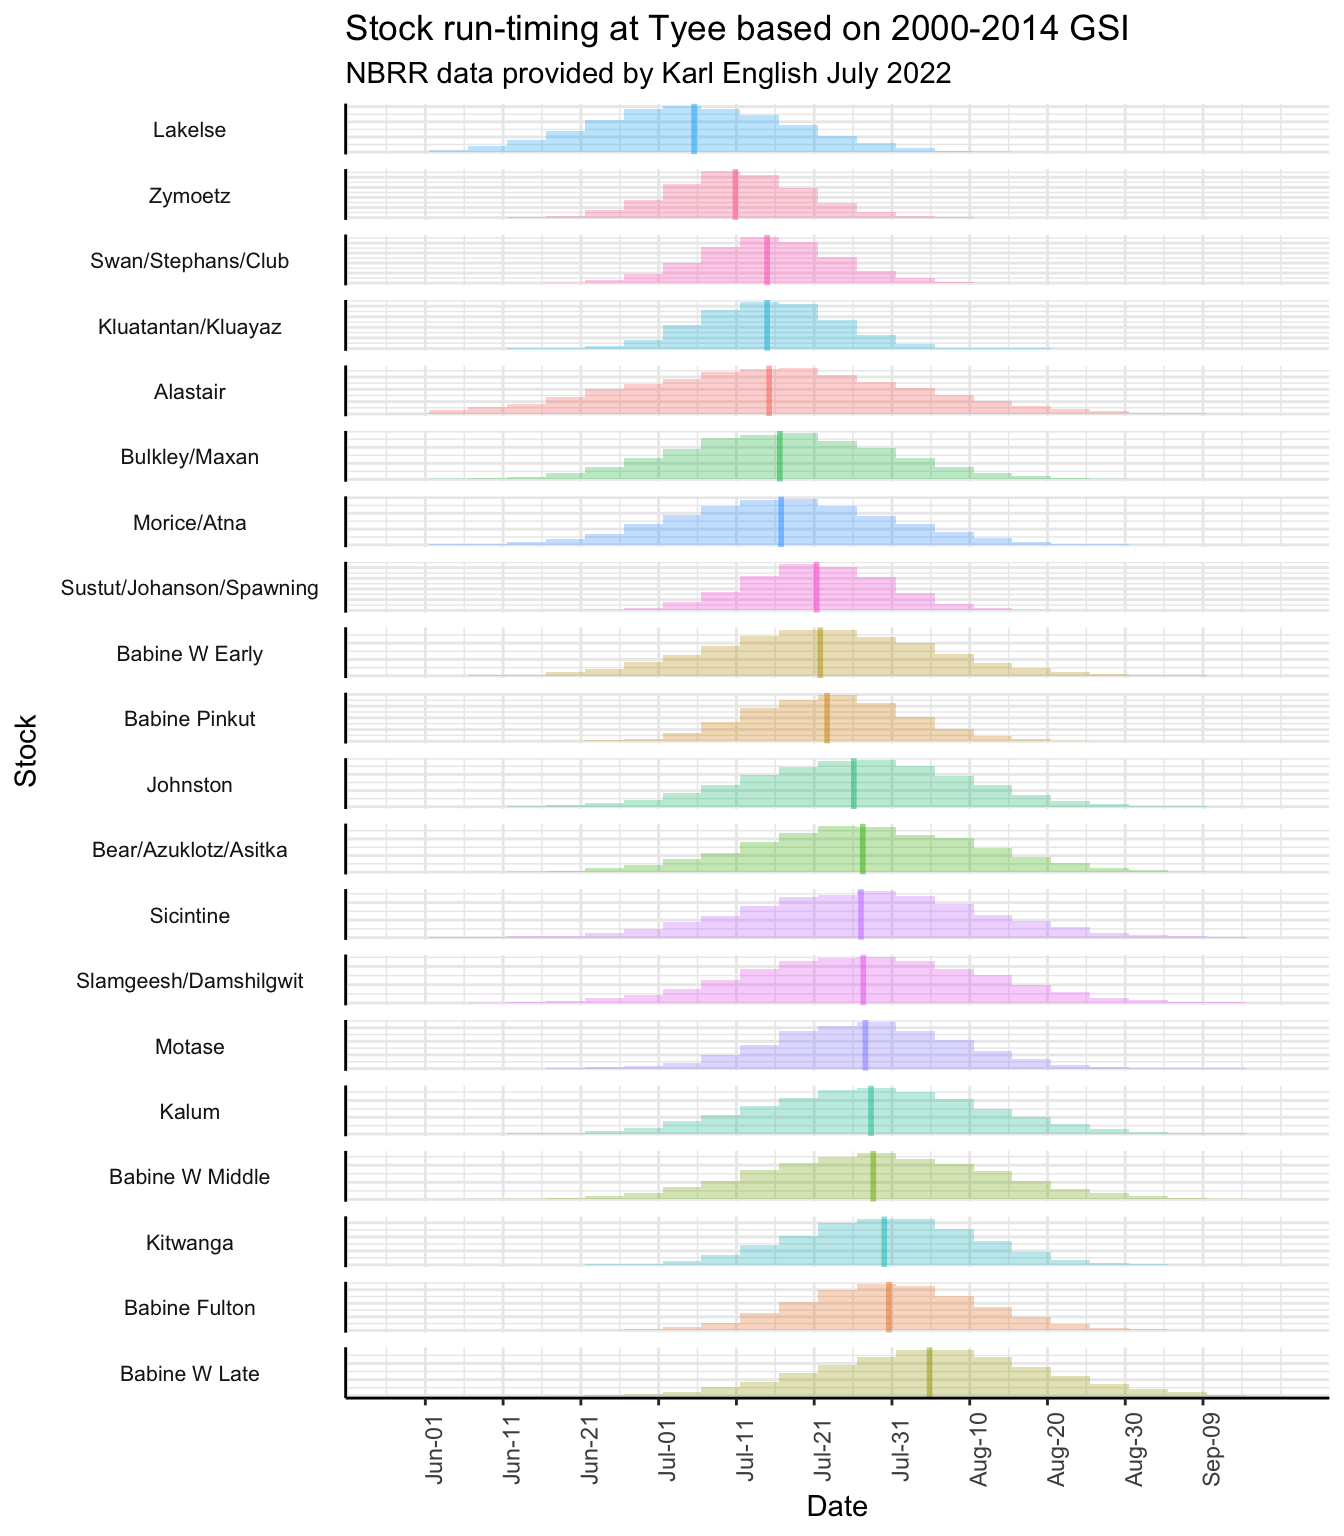 Stock run-timing at Tyee based on 2000-2014 GSI
NBRR data provided by Karl English July 2022
Lakelse
Zymoetz
Swan/Stephans/Club
Kluatantan/Kluayaz
Alastair
Bulkley/Maxan
Morice/Atna
Sustut/Johanson/Spawning
Babine W Early
Babine Pinkut
Johnston
Bear/Azuklotz/Asitka
Sicintine
Slamgeesh/Damshilgwit
Motase
Kalum
Babine W Middle
Kitwanga
Babine Fulton
Babine W Late
Stock
Jun-01
Jun-11
Jun-21
Jul-01
Jul-11
Jul-21
Jul-31
Aug-10
Aug-20
Aug-30
Sep-09
Date